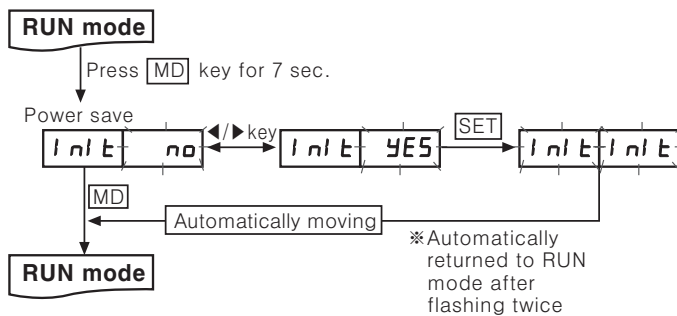 RUN mode
Press MD key for 7 sec.
Power save
InIt no
◀/▶ key
InIt YES
SET
InIt InIt
MD
Automatically moving
※Automatically
returned to RUN
mode after
flashing twice
RUN mode